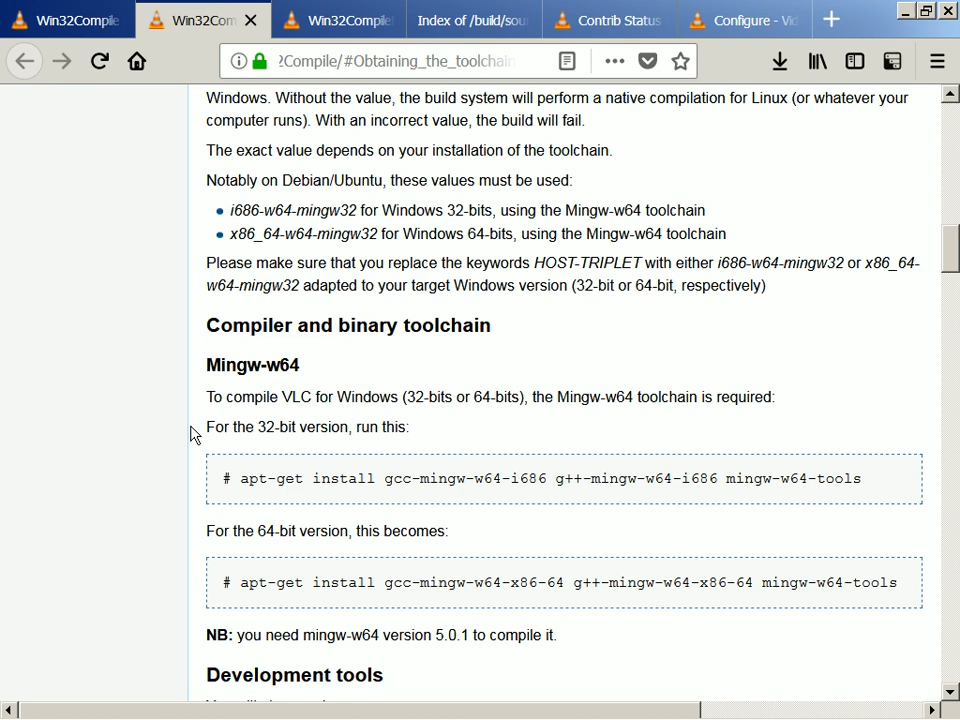 Win32Compile
Win32Com
Win32Compile
Index of /build/sou
Contrib Status
Configure - Vid
2Compile/#Obtaining_the_toolchain
Windows. Without the value, the build system will perform a native compilation for Linux (or whatever your
computer runs). With an incorrect value, the build will fail.
The exact value depends on your installation of the toolchain.
Notably on Debian/Ubuntu, these values must be used:
i686-w64-mingw32 for Windows 32-bits, using the Mingw-w64 toolchain
x86_64-w64-mingw32 for Windows 64-bits, using the Mingw-w64 toolchain
Please make sure that you replace the keywords HOST-TRIPLET with either i686-w64-mingw32 or x86_64-
w64-mingw32 adapted to your target Windows version (32-bit or 64-bit, respectively)
Compiler and binary toolchain
Mingw-w64
To compile VLC for Windows (32-bits or 64-bits), the Mingw-w64 toolchain is required:
For the 32-bit version, run this:
# apt-get install gcc-mingw-w64-i686 g++-mingw-w64-i686 mingw-w64-tools
For the 64-bit version, this becomes:
# apt-get install gcc-mingw-w64-x86-64 g++-mingw-w64-x86-64 mingw-w64-tools
NB: you need mingw-w64 version 5.0.1 to compile it.
Development tools